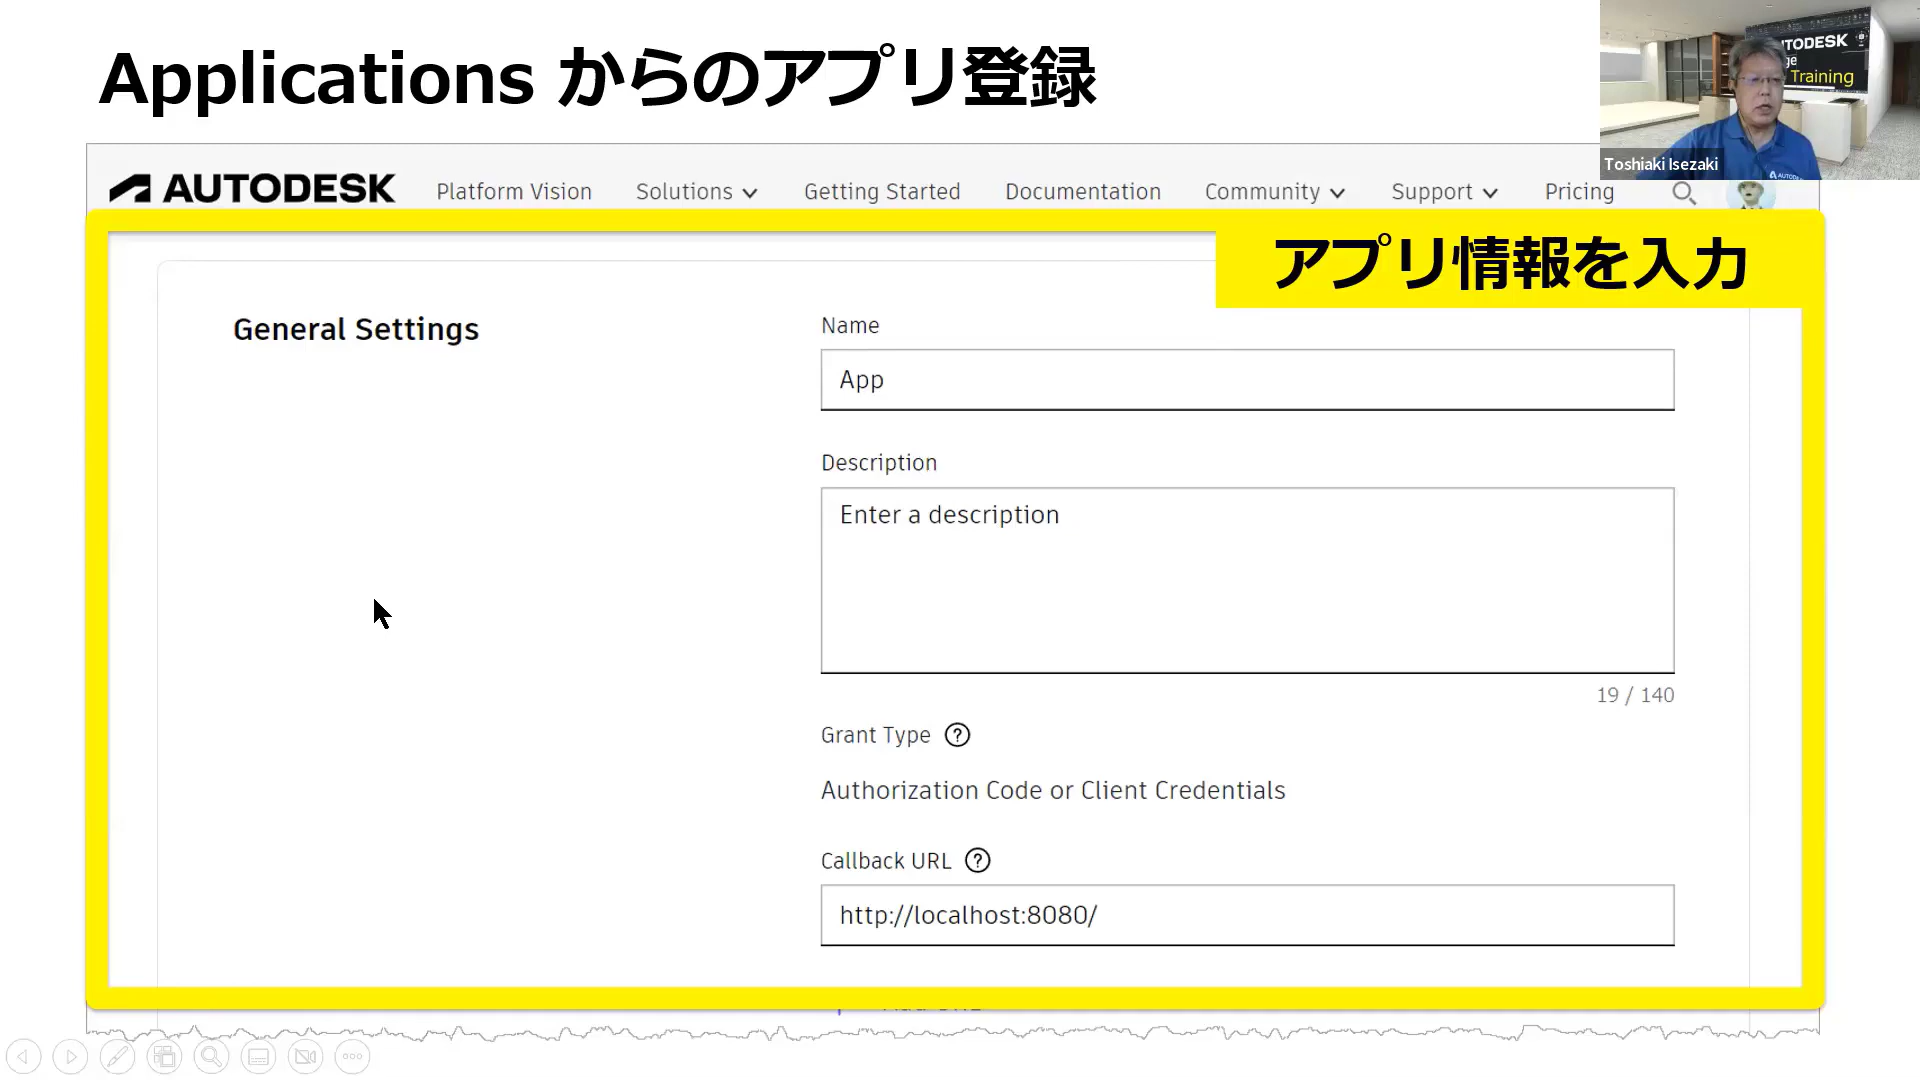 Applications からのアプリ登録
AUTODESK
Training
Toshiaki Isezaki
AUTODESK
Platform Vision
Solutions
Getting Started
Documentation
Community
Support
Pricing
アプリ情報を入力
General Settings
Name
App
Description
Enter a description
19 / 140
Grant Type ?
Authorization Code or Client Credentials
Callback URL ?
http://localhost:8080/